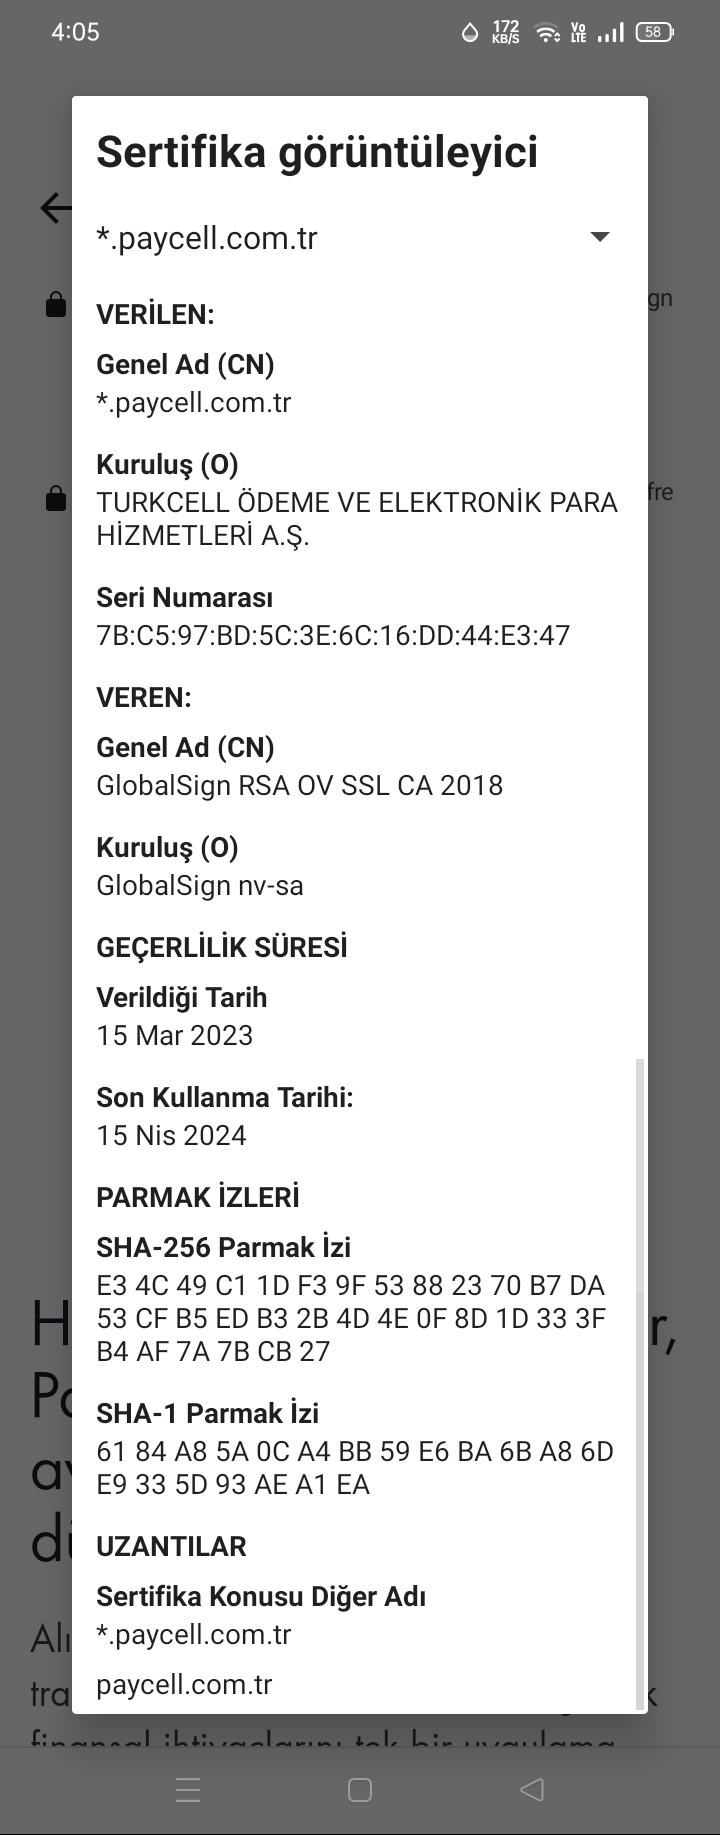 4:05
172
KB/S
Vo
LTE
58
Sertifika görüntüleyici
*.paycell.com.tr
gn
VERİLEN:
Genel Ad (CN)
*.paycell.com.tr
Kuruluş (O)
fre
TURKCELL ÖDEME VE ELEKTRONİK PARA
HİZMETLERİ A.Ş.
Seri Numarası
7B:C5:97:BD:5C:3E:6C:16:DD:44:E3:47
VEREN:
Genel Ad (CN)
GlobalSign RSA OV SSL CA 2018
Kuruluş (O)
GlobalSign nv-sa
GEÇERLİLİK SÜRESİ
Verildiği Tarih
15 Mar 2023
Son Kullanma Tarihi:
15 Nis 2024
PARMAK İZLERİ
SHA-256 Parmak İzi
E3 4C 49 C1 1D F3 9F 53 88 23 70 B7 DA
53 CF B5 ED B3 2B 4D 4E 0F 8D 1D 33 3F
B4 AF 7A 7B CB 27
SHA-1 Parmak İzi
61 84 A8 5A 0C A4 BB 59 E6 BA 6B A8 6D
E9 33 5D 93 AE A1 EA
UZANTILAR
Sertifika Konusu Diğer Adı
*.paycell.com.tr
paycell.com.tr
finansal ihtiyaçlarını tek bir uygulama